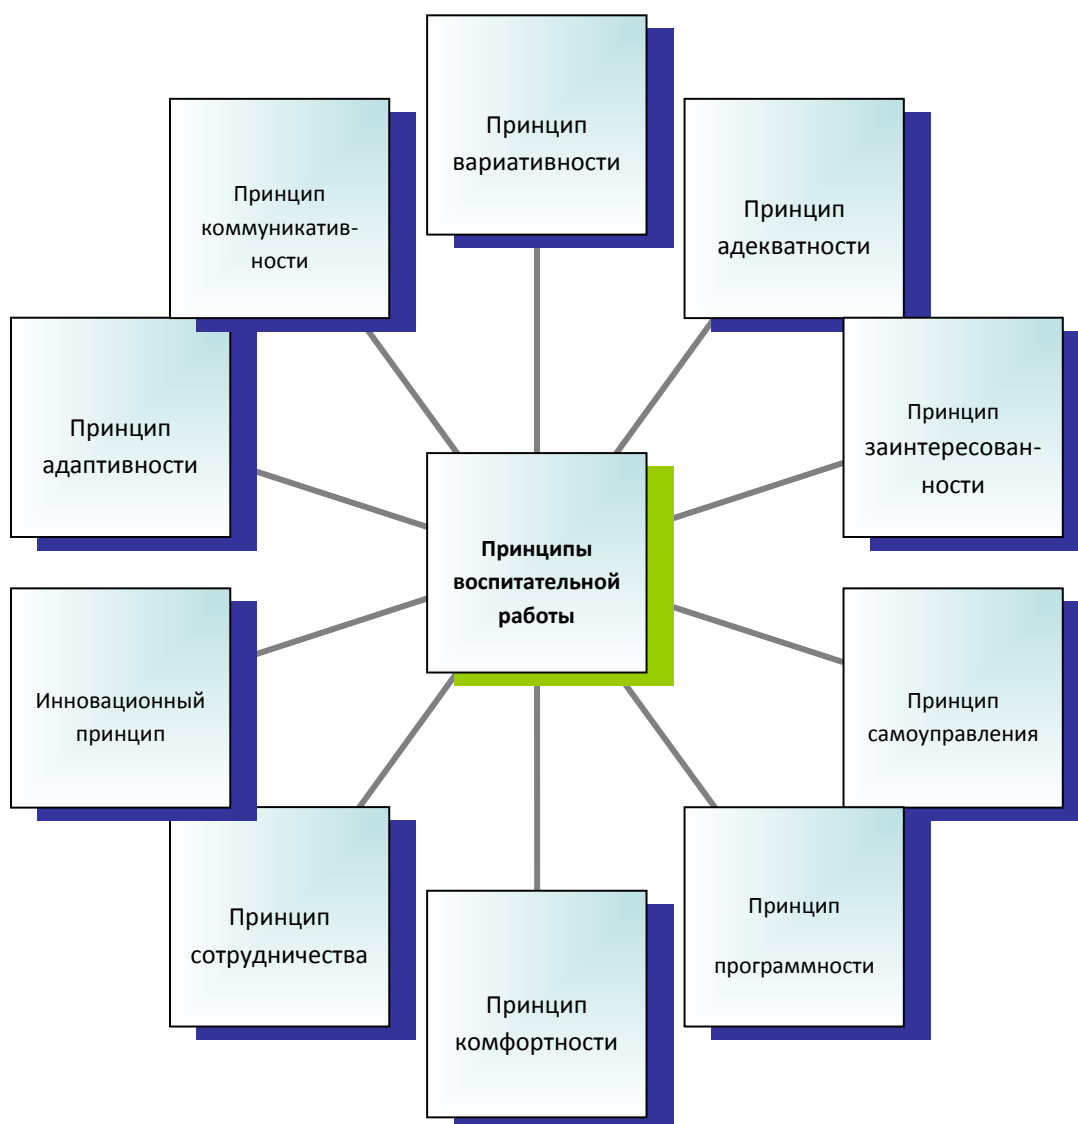 Принцип
вариативности
Принцип
коммуникатив-
ности
Принцип
адекватности
Принцип
адаптивности
Принцип
заинтересован-
ности
Принципы
воспитательной
работы
Инновационный
принцип
Принцип
самоуправления
Принцип
сотрудничества
Принцип
программности
Принцип
комфортности